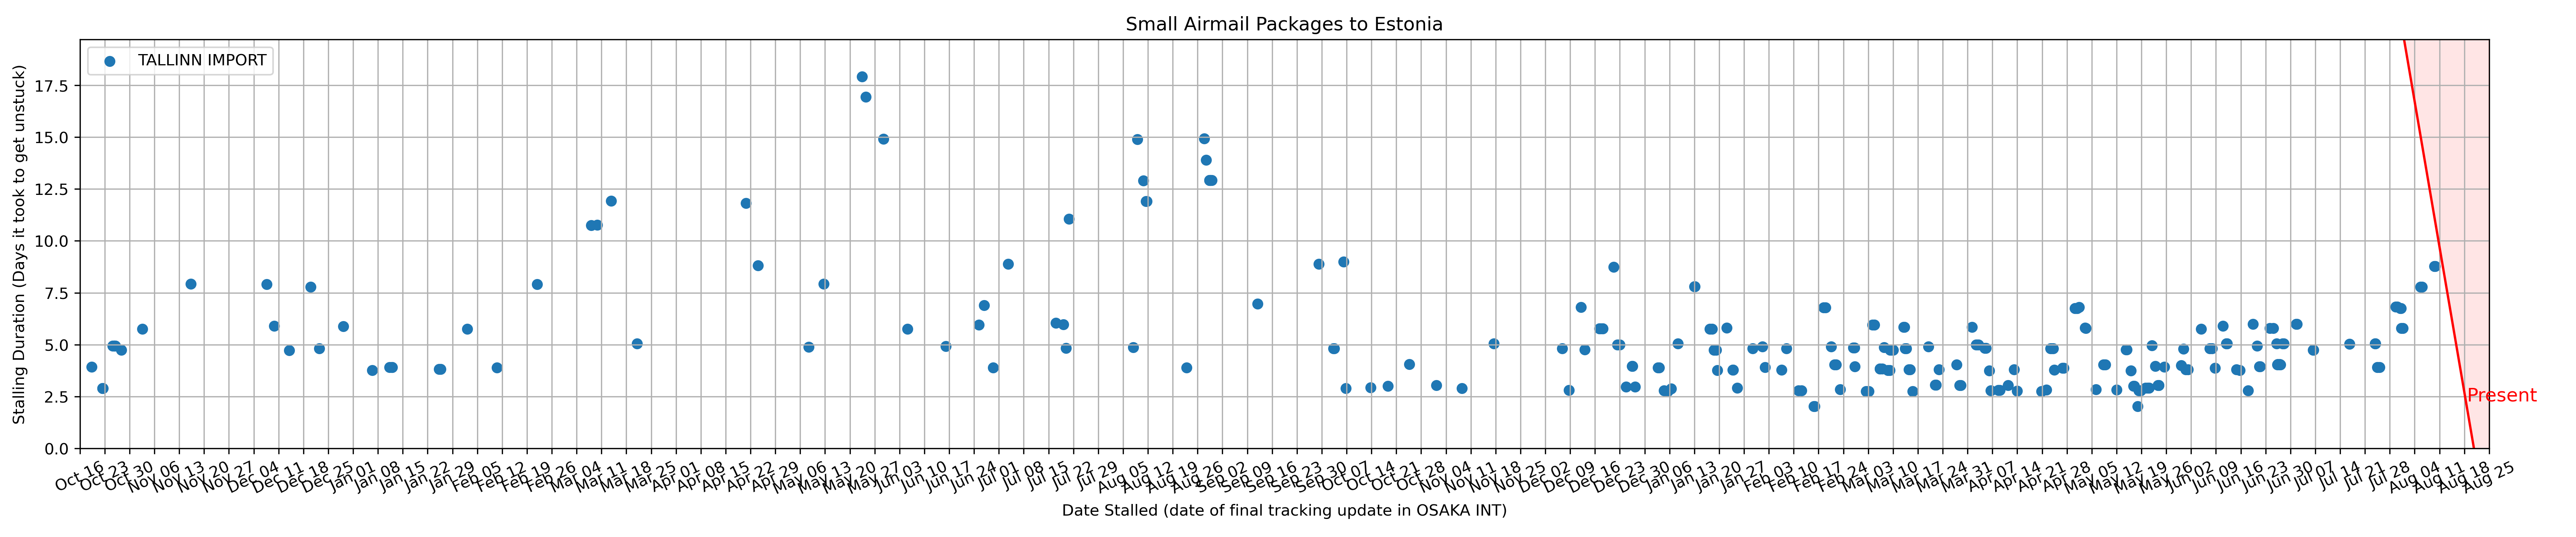 Small Airmail Packages to Estonia
TALLINN IMPORT
Stalling Duration (Days it took to get unstuck)
17.5
15.0
12.5
10.0
7.5
5.0
2.5
0.0
Present
Oct 16
Oct 23
Oct 30
Nov 06
Nov 13
Nov 20
Nov 27
Dec 04
Dec 11
Dec 18
Dec 25
Jan 01
Jan 08
Jan 15
Jan 22
Jan 29
Feb 05
Feb 12
Feb 19
Feb 26
Mar 04
Mar 11
Mar 18
Mar 25
Apr 01
Apr 08
Apr 15
Apr 22
Apr 29
May 06
May 13
May 20
May 27
Jun 03
Jun 10
Jun 17
Jun 24
Jul 01
Jul 08
Jul 15
Jul 22
Jul 29
Aug 05
Aug 12
Aug 19
Aug 26
Sep 02
Sep 09
Sep 16
Sep 23
Sep 30
Oct 07
Oct 14
Oct 21
Oct 28
Nov 04
Nov 11
Nov 18
Nov 25
Dec 02
Dec 09
Dec 16
Dec 23
Dec 30
Jan 06
Jan 13
Jan 20
Jan 27
Feb 03
Feb 10
Feb 17
Feb 24
Mar 03
Mar 10
Mar 17
Mar 24
Mar 31
Apr 07
Apr 14
Apr 21
Apr 28
May 05
May 12
May 19
May 26
Jun 02
Jun 09
Jun 16
Jun 23
Jun 30
Jul 07
Jul 14
Jul 21
Jul 28
Aug 04
Aug 11
Aug 18
Aug 25
Date Stalled (date of final tracking update in OSAKA INT)